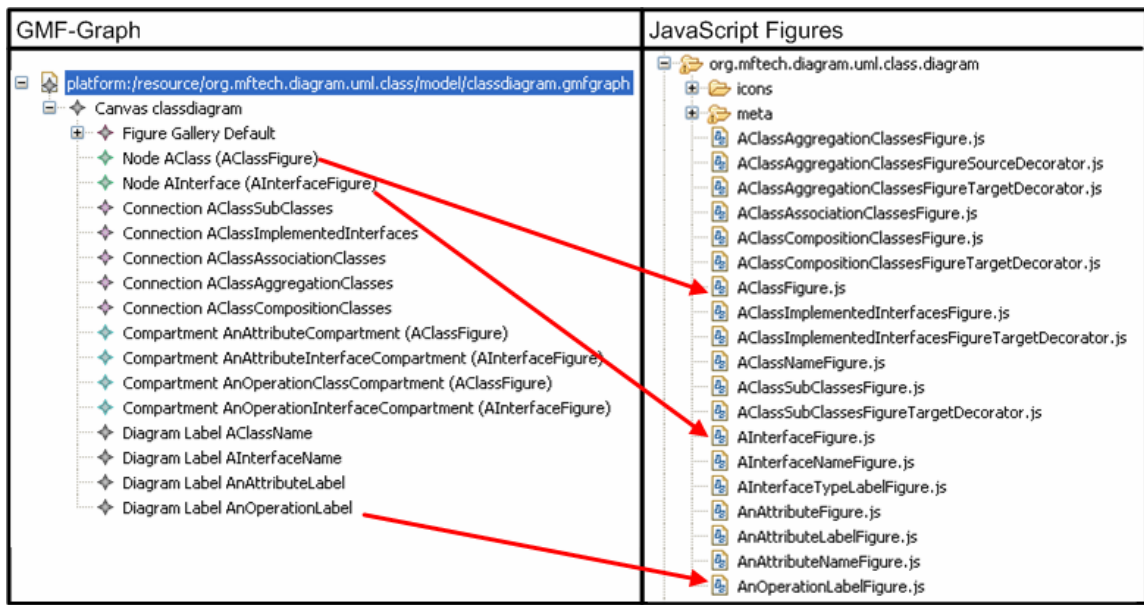 GMF-Graph
platform:/resource/org.mftech.diagram.uml.class/model/classdiagram.gmfgraph
Canvas classdiagram
Figure Gallery Default
Node AClass (AClassFigure)
Node AInterface (AInterfaceFigure)
Connection AClassSubClasses
Connection AClassImplementedInterfaces
Connection AClassAssociationClasses
Connection AClassAggregationClasses
Connection AClassCompositionClasses
Compartment AnAttributeCompartment (AClassFigure)
Compartment AnAttributeInterfaceCompartment (AInterfaceFigure)
Compartment AnOperationClassCompartment (AClassFigure)
Compartment AnOperationInterfaceCompartment (AInterfaceFigure)
Diagram Label AClassName
Diagram Label AInterfaceName
Diagram Label AnAttributeLabel
Diagram Label AnOperationLabel
JavaScript Figures
org.mftech.diagram.uml.class.diagram
icons
meta
AClassAggregationClassesFigure.js
AClassAggregationClassesFigureSourceDecorator.js
AClassAggregationClassesFigureTargetDecorator.js
AClassAssociationClassesFigure.js
AClassCompositionClassesFigure.js
AClassCompositionClassesFigureTargetDecorator.js
AClassFigure.js
AClassImplementedInterfacesFigure.js
AClassImplementedInterfacesFigureTargetDecorator.js
AClassNameFigure.js
AClassSubClassesFigure.js
AClassSubClassesFigureTargetDecorator.js
AInterfaceFigure.js
AInterfaceNameFigure.js
AInterfaceTypeLabelFigure.js
AnAttributeFigure.js
AnAttributeLabelFigure.js
AnAttributeNameFigure.js
AnOperationLabelFigure.js